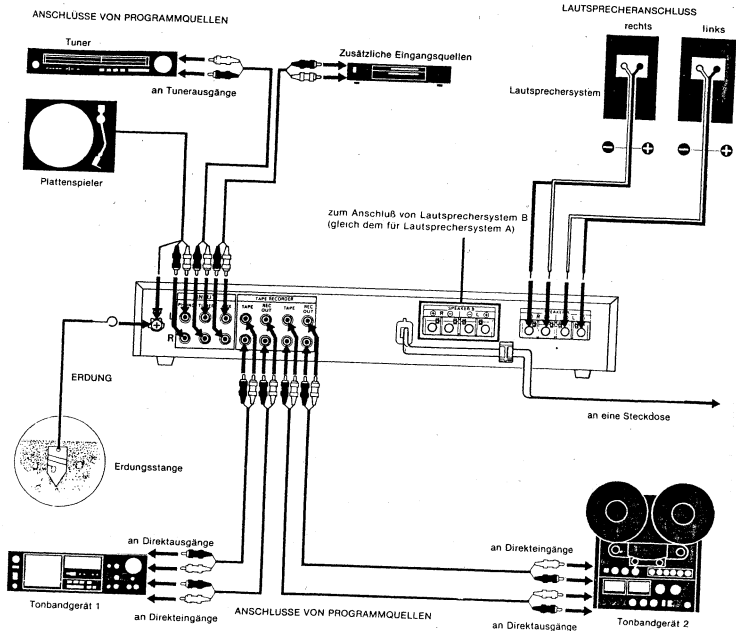 ANSCHLÜSSE VON PROGRAMMQUELLEN
LAUTSPRECHERANSCHLUSS
rechts
links
Tuner
Zusätzliche Eingangsquellen
an Tunerausgänge
Lautsprechersystem
Plattenspieler
zum Anschluß von Lautsprechersystem B
(gleich dem für Lautsprechersystem A)
TAPE RECORDER
TAPE
REC
OUT
TAPE
REC
OUT
SPEAKER B
R
L
R
L
L
R
ERDUNG
an eine Steckdose
Erdungsstange
an Direktausgänge
an Direkteingänge
Tonbandgerät 1
an Direkteingänge
ANSCHLUSSE VON PROGRAMMQUELLEN
an Direktausgänge
Tonbandgerät 2